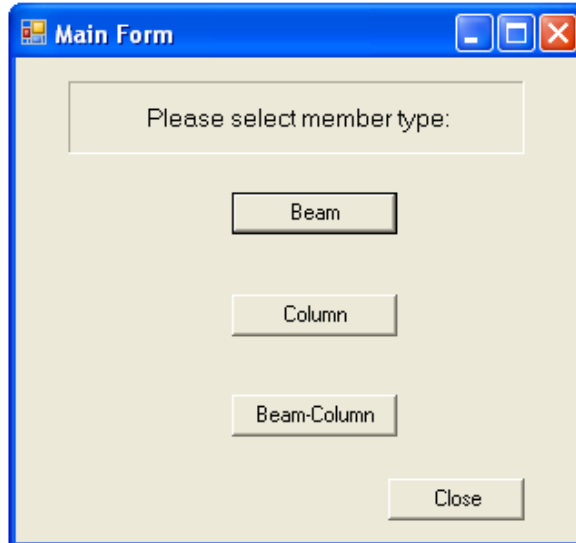 Main Form
Please select member type:
Beam
Column
Beam-Column
Close